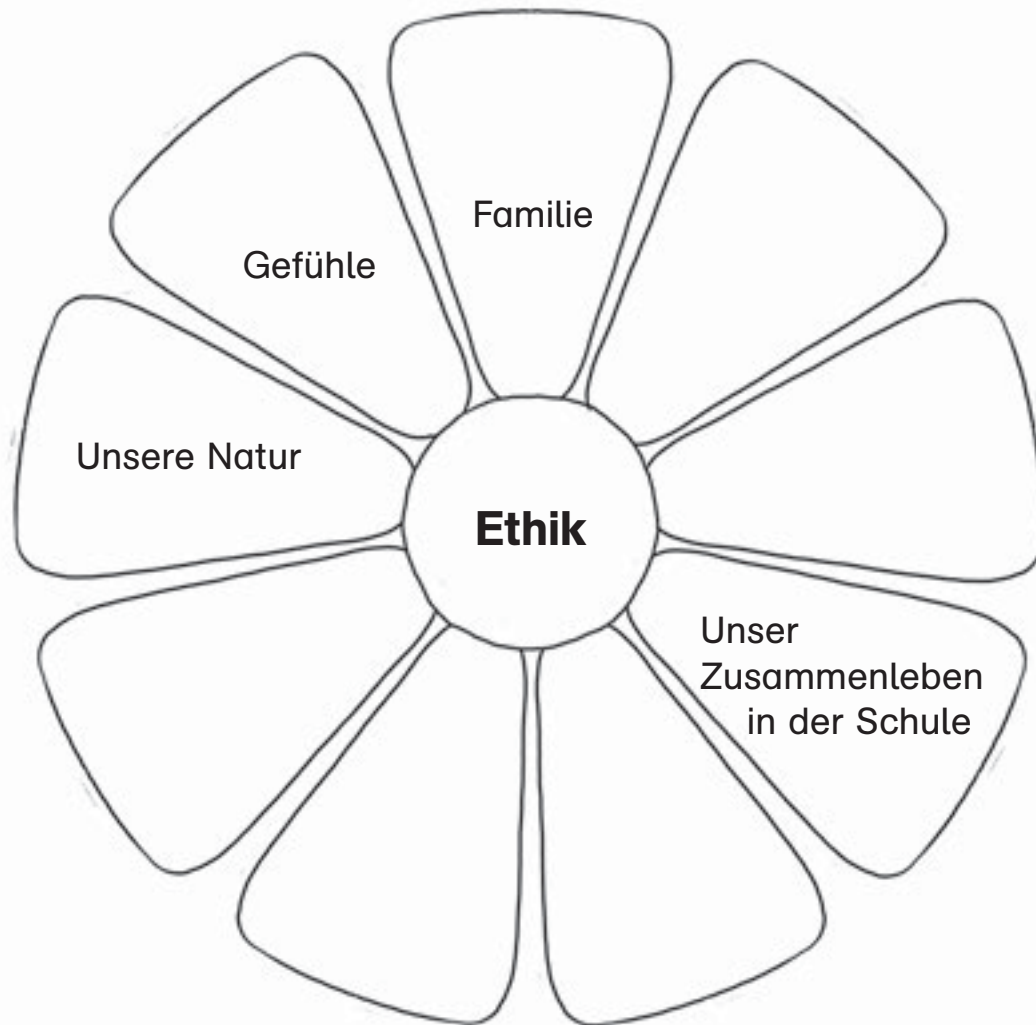 Familie
Gefühle
Unsere Natur
Ethik
Unser
Zusammenleben
in der Schule